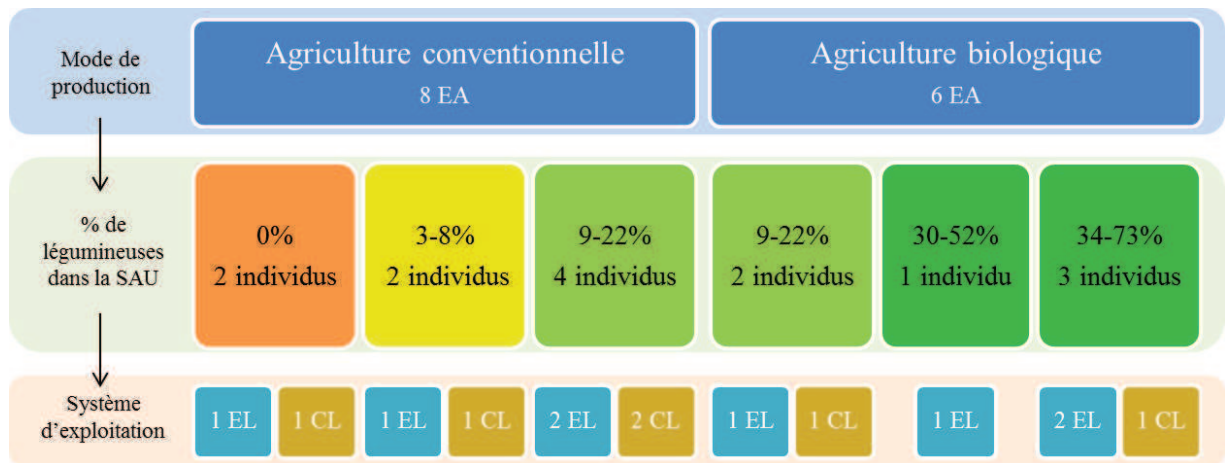 Mode de
production
Agriculture conventionnelle
8 EA
Agriculture biologique
6 EA
% de
légumineuses
dans la SAU
0%
2 individus
3-8%
2 individus
9-22%
4 individus
9-22%
2 individus
30-52%
1 individu
34-73%
3 individus
Système
d’exploitation
1 EL
1 CL
1 EL
1 CL
2 EL
2 CL
1 EL
1 CL
1 EL
2 EL
1 CL